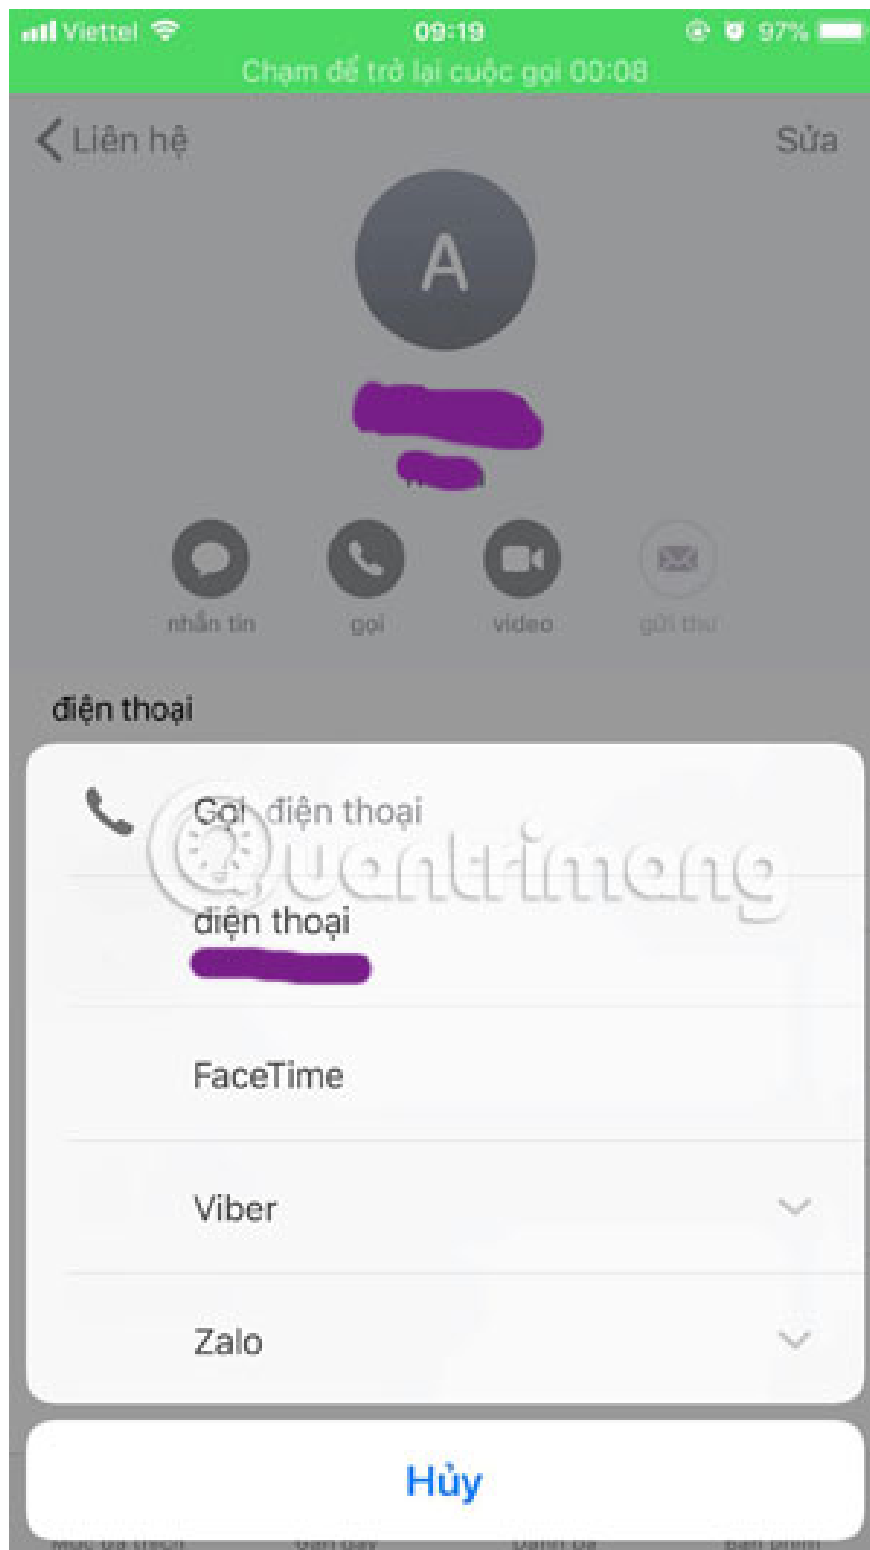 Viettel 09:19 97%
Chạm để trở lại cuộc gọi 00:08
Liên hệ Sửa
A
nhắn tin gọi video gửi thư
điện thoại
Gọi điện thoại
Quantrimang
điện thoại
FaceTime
Viber
Zalo
Hủy